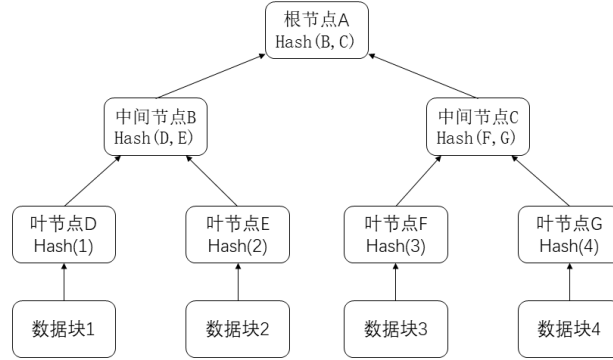 根节点A
Hash(B,C)
中间节点B
Hash(D,E)
中间节点C
Hash(F,G)
叶节点D
Hash(1)
叶节点E
Hash(2)
叶节点F
Hash(3)
叶节点G
Hash(4)
数据块1
数据块2
数据块3
数据块4